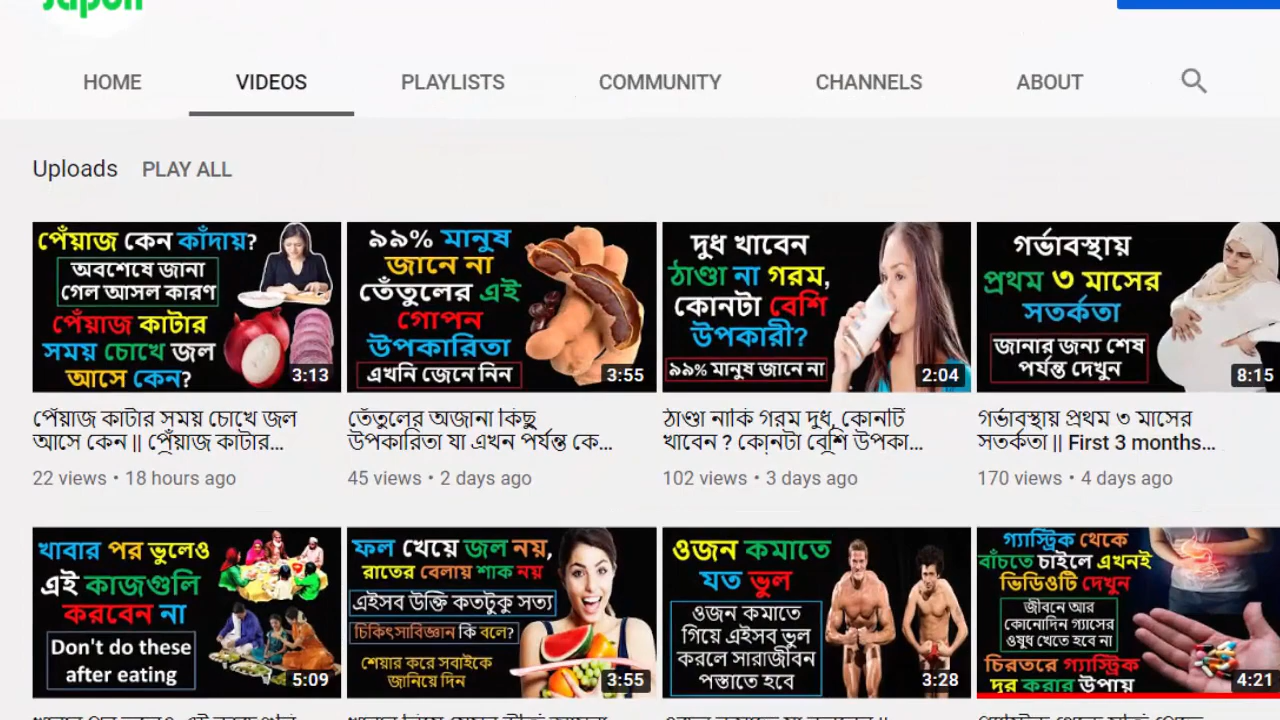 HOME VIDEOS PLAYLISTS COMMUNITY CHANNELS ABOUT
Uploads PLAY ALL
পেঁয়াজ কেন কাঁদায়?
অবশেষে জানা
গেল আসল কারণ
পেঁয়াজ কাটার
সময় চোখে জল
আসে কেন?
3:13
৯৯% মানুষ
জানে না
তেঁতুলের এই
গোপন
উপকারিতা
এখনি জেনে নিন
3:55
দুধ খাবেন
ঠাণ্ডা না গরম,
কোনটা বেশি
উপকারী?
৯৯% মানুষ জানে না
2:04
গর্ভাবস্থায়
প্রথম ৩ মাসের
সতর্কতা
জানার জন্য শেষ
পর্যন্ত দেখুন
8:15
পেঁয়াজ কাটার সময় চোখে জল
আসে কেন || পেঁয়াজ কাটার...
22 views • 18 hours ago
তেঁতুলের অজানা কিছু
উপকারিতা যা এখন পর্যন্ত কে...
45 views • 2 days ago
ঠাণ্ডা নাকি গরম দুধ, কোনটি
খাবেন ? কোনটা বেশি উপকা...
102 views • 3 days ago
গর্ভাবস্থায় প্রথম ৩ মাসের
সতর্কতা || First 3 months...
170 views • 4 days ago
খাবার পর ভুলেও
এই কাজগুলি
করবেন না
Don't do these
after eating
5:09
ফল খেয়ে জল নয়,
রাতের বেলায় শাক নয়
এইসব উক্তি কতটুকু সত্য
চিকিৎসাবিজ্ঞান কি বলে?
শেয়ার করে সবাইকে
জানিয়ে দিন
3:55
ওজন কমাতে
যত ভুল
ওজন কমাতে
গিয়ে এইসব ভুল
করলে সারাজীবন
পস্তাতে হবে
3:28
গ্যাস্ট্রিক থেকে
বাঁচতে চাইলে এখনই
ভিডিওটি দেখুন
জীবনে আর
কোনোদিন গ্যাসের
ওষুধ খেতে হবে না
চিরতরে গ্যাস্ট্রিক
দূর করার উপায়
4:21